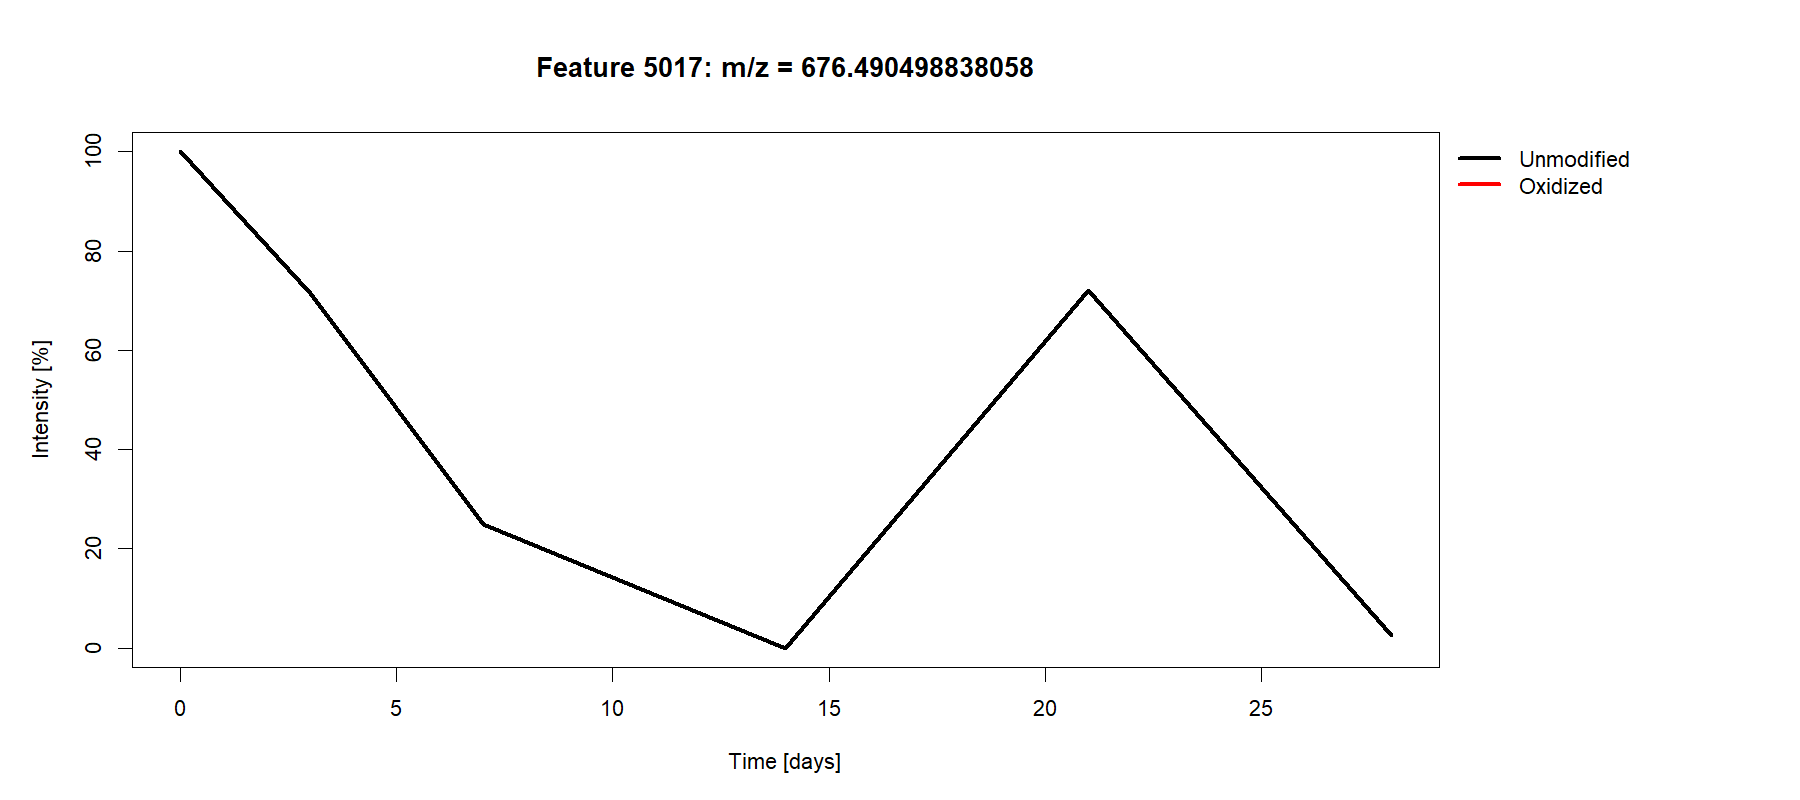 Feature 5017: m/z = 676.490498838058
Unmodified
Oxidized
Intensity [%]
100
80
60
40
20
0
0 5 10 15 20 25
Time [days]